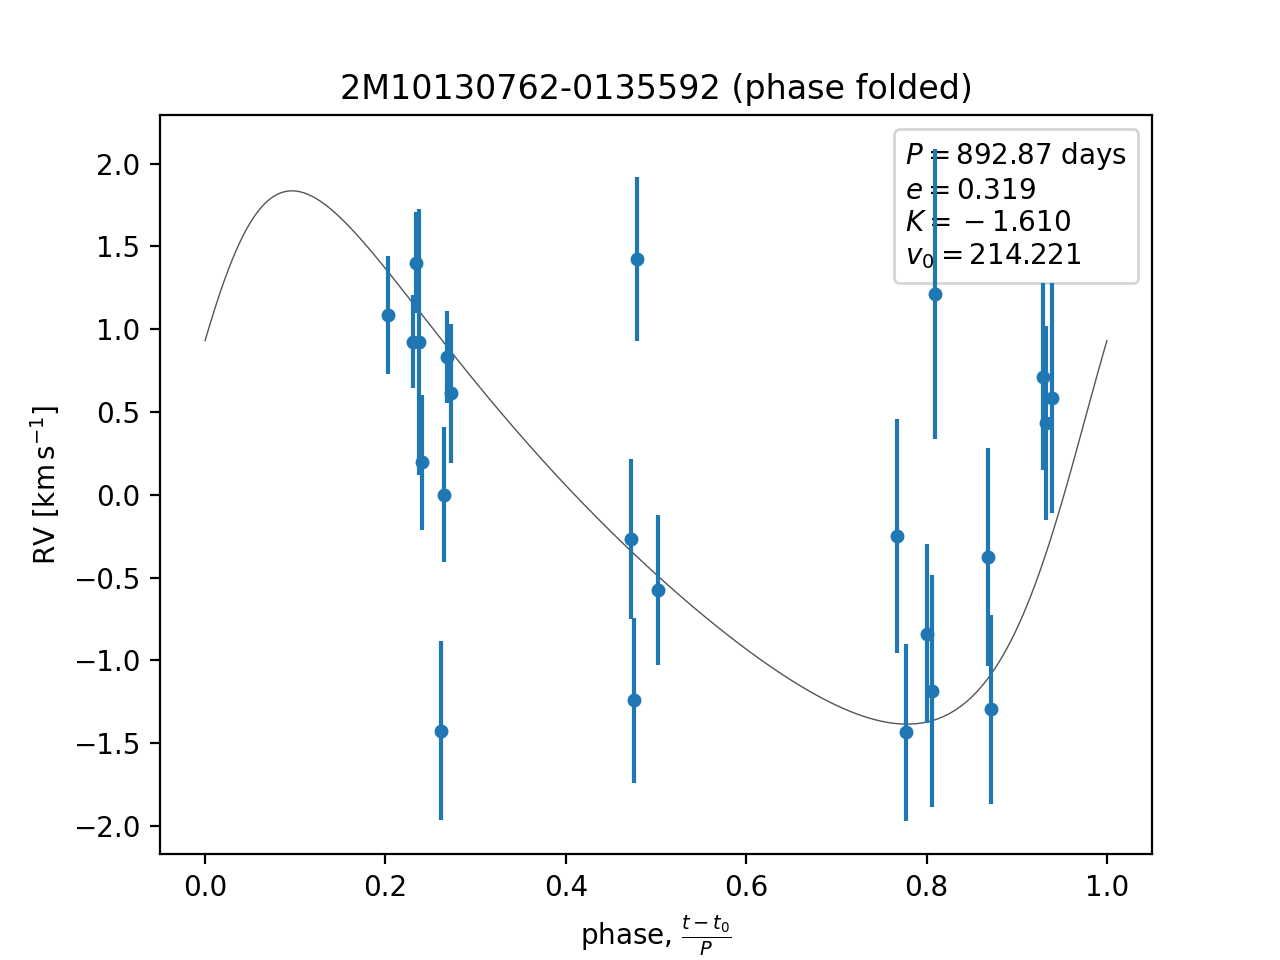 2M10130762-0135592 (phase folded)
P = 892.87 days
e = 0.319
K = −1.610
v₀ = 214.221
RV [km s⁻¹]
2.0
1.5
1.0
0.5
0.0
−0.5
−1.0
−1.5
−2.0
0.0 0.2 0.4 0.6 0.8 1.0
phase, (t − t₀)/P